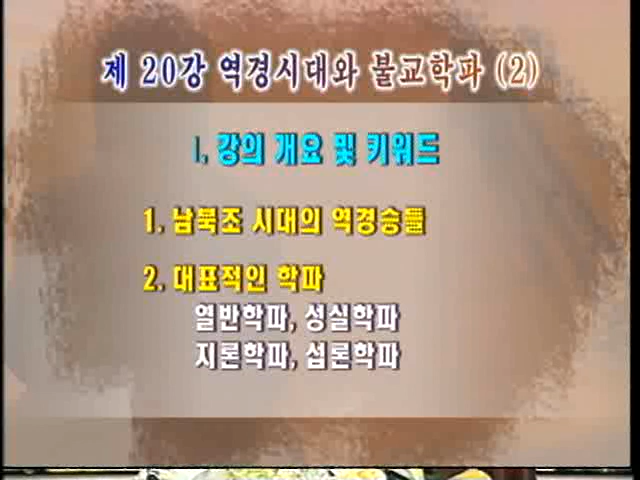 제 20강 역경시대와 불교학파 (2)
I. 강의 개요 및 키워드
1. 남북조 시대의 역경승들
2. 대표적인 학파
열반학파, 성실학파
지론학파, 섭론학파